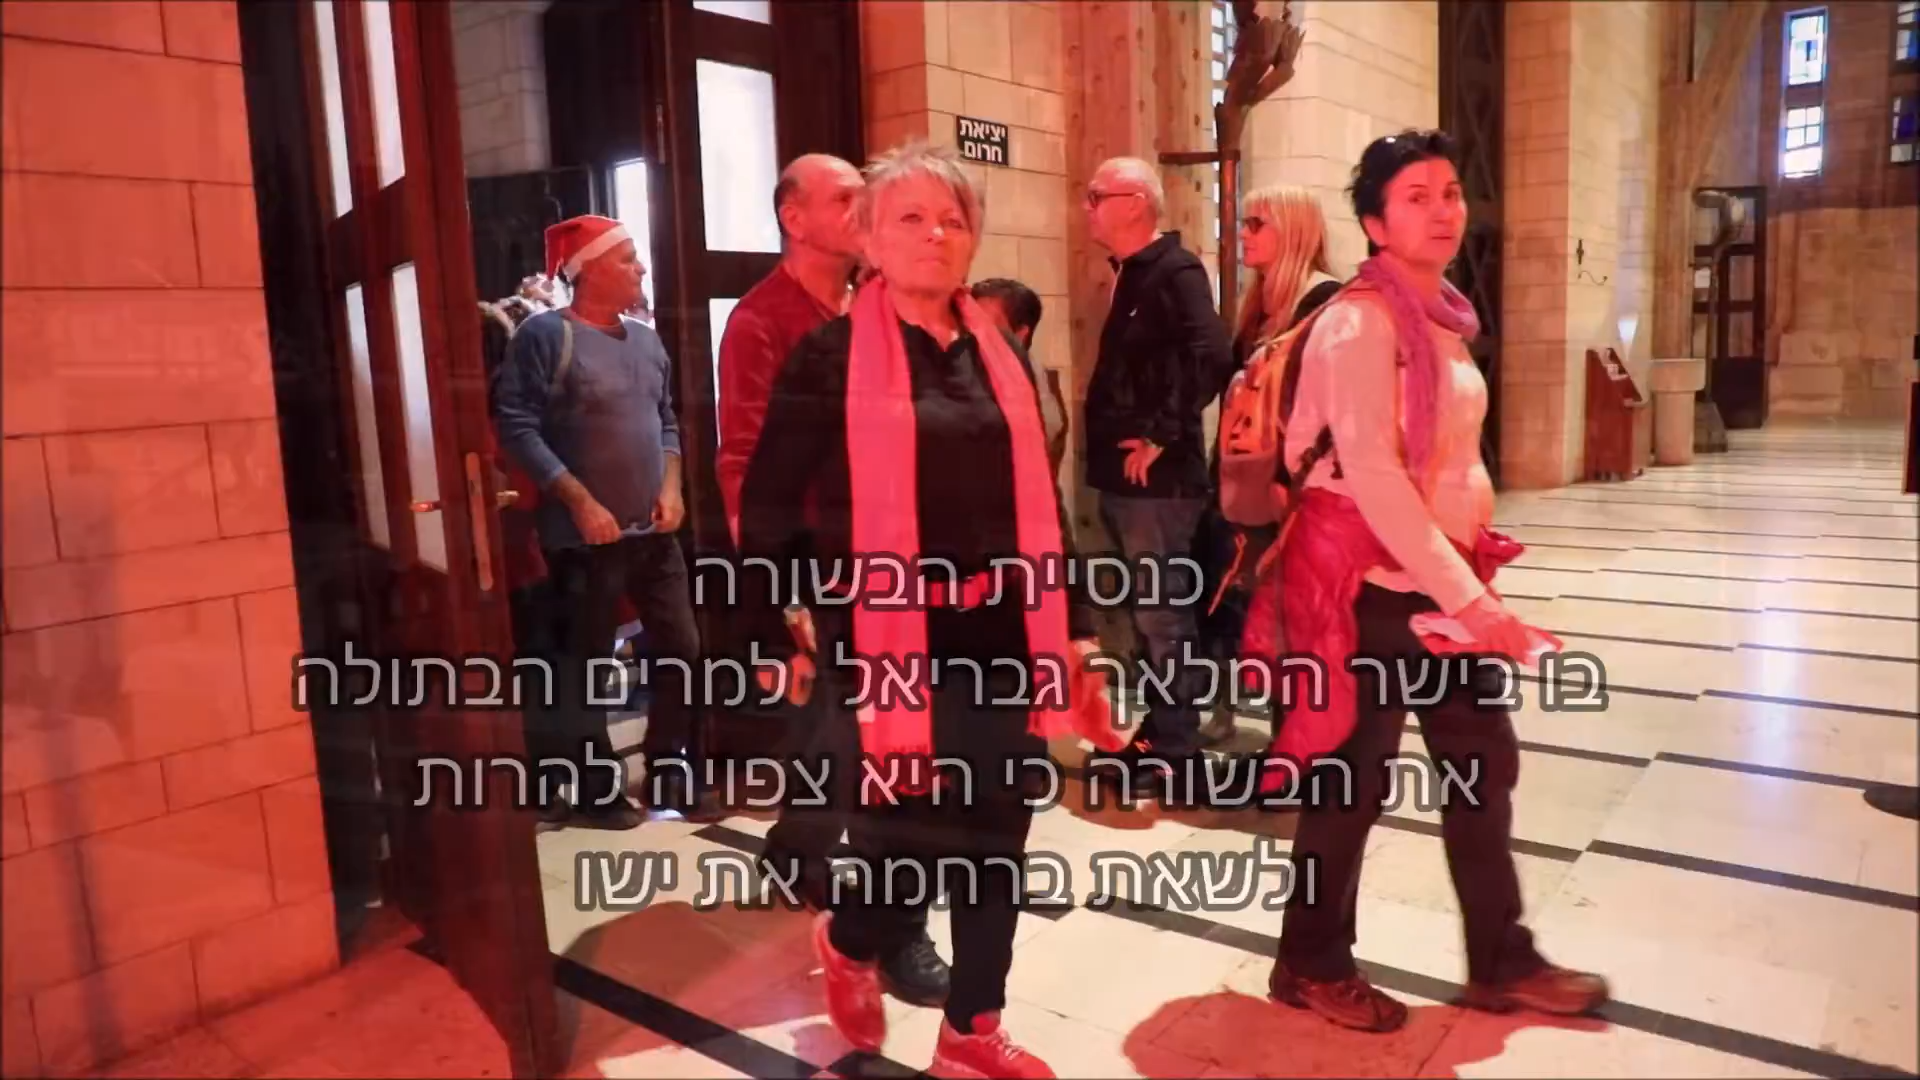 יציאת
חרום
כנסיית הבשורה
בו בישר המלאך גבריאל למרים הבתולה
את הבשורה כי היא צפויה להרות
ולשאת ברחמה את ישו